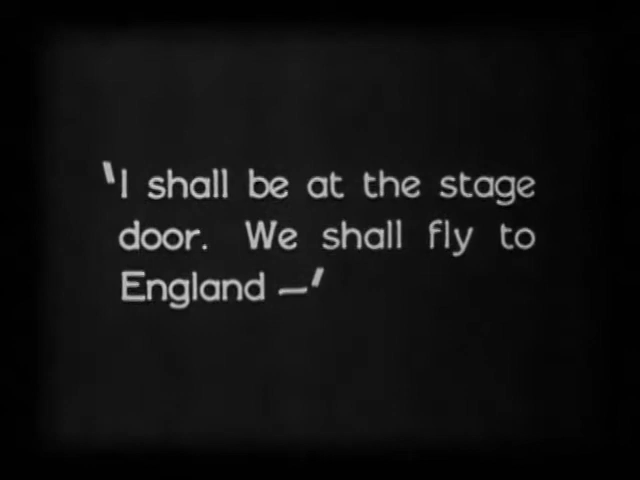 'I shall be at the stage
door. We shall fly to
England —'